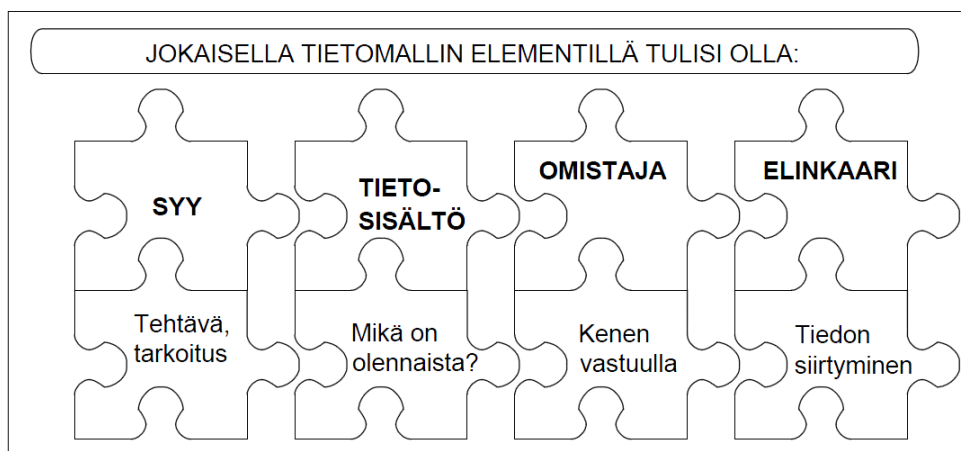 JOKAISELLA TIETOMALLIN ELEMENTILLÄ TULISI OLLA:
SYY
TIETO-
SISÄLTÖ
OMISTAJA
ELINKAARI
Tehtävä,
tarkoitus
Mikä on
olennaista?
Kenen
vastuulla
Tiedon
siirtyminen